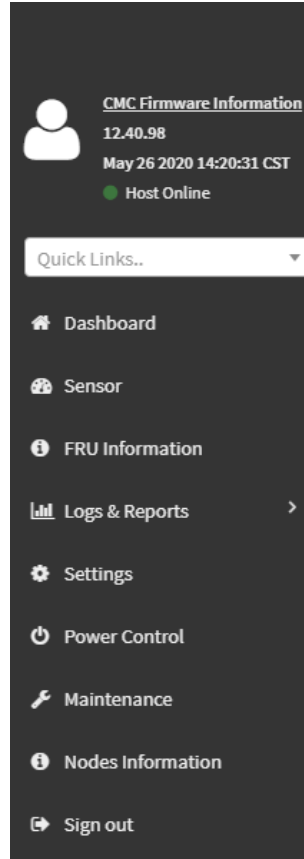 CMC Firmware Information
12.40.98
May 26 2020 14:20:31 CST
Host Online
Quick Links..
Dashboard
Sensor
FRU Information
Logs & Reports
Settings
Power Control
Maintenance
Nodes Information
Sign out